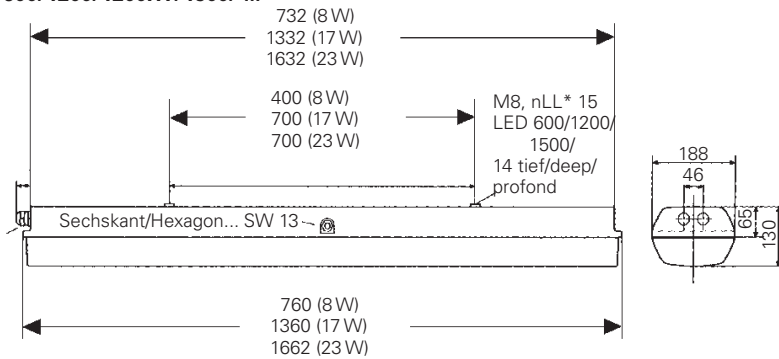 732 (8 W)
1332 (17 W)
1632 (23 W)
400 (8 W)
700 (17 W)
700 (23 W)
M8, nLL* 15
LED 600/1200/
1500/
14 tief/deep/
profond
188
46
65
130
Sechskant/Hexagon... SW 13
760 (8 W)
1360 (17 W)
1662 (23 W)